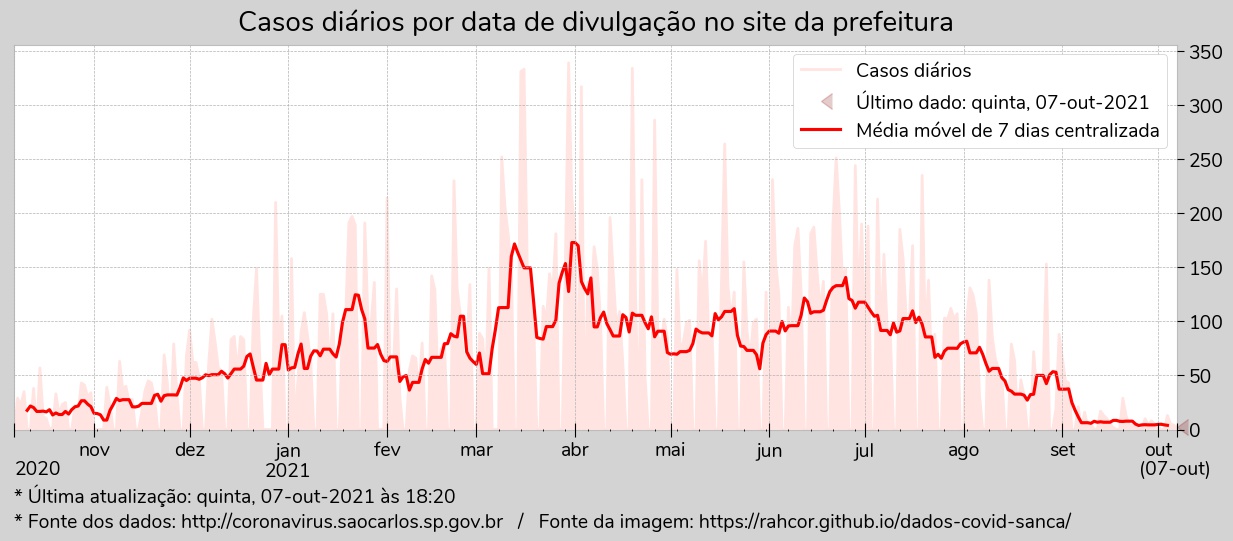 Casos diários por data de divulgação no site da prefeitura
Casos diários
Último dado: quinta, 07-out-2021
Média móvel de 7 dias centralizada
350
300
250
200
150
100
50
0
nov dez jan fev mar abr mai jun jul ago set out
2020 2021 (07-out)
* Última atualização: quinta, 07-out-2021 às 18:20
* Fonte dos dados: http://coronavirus.saocarlos.sp.gov.br / Fonte da imagem: https://rahcor.github.io/dados-covid-sanca/